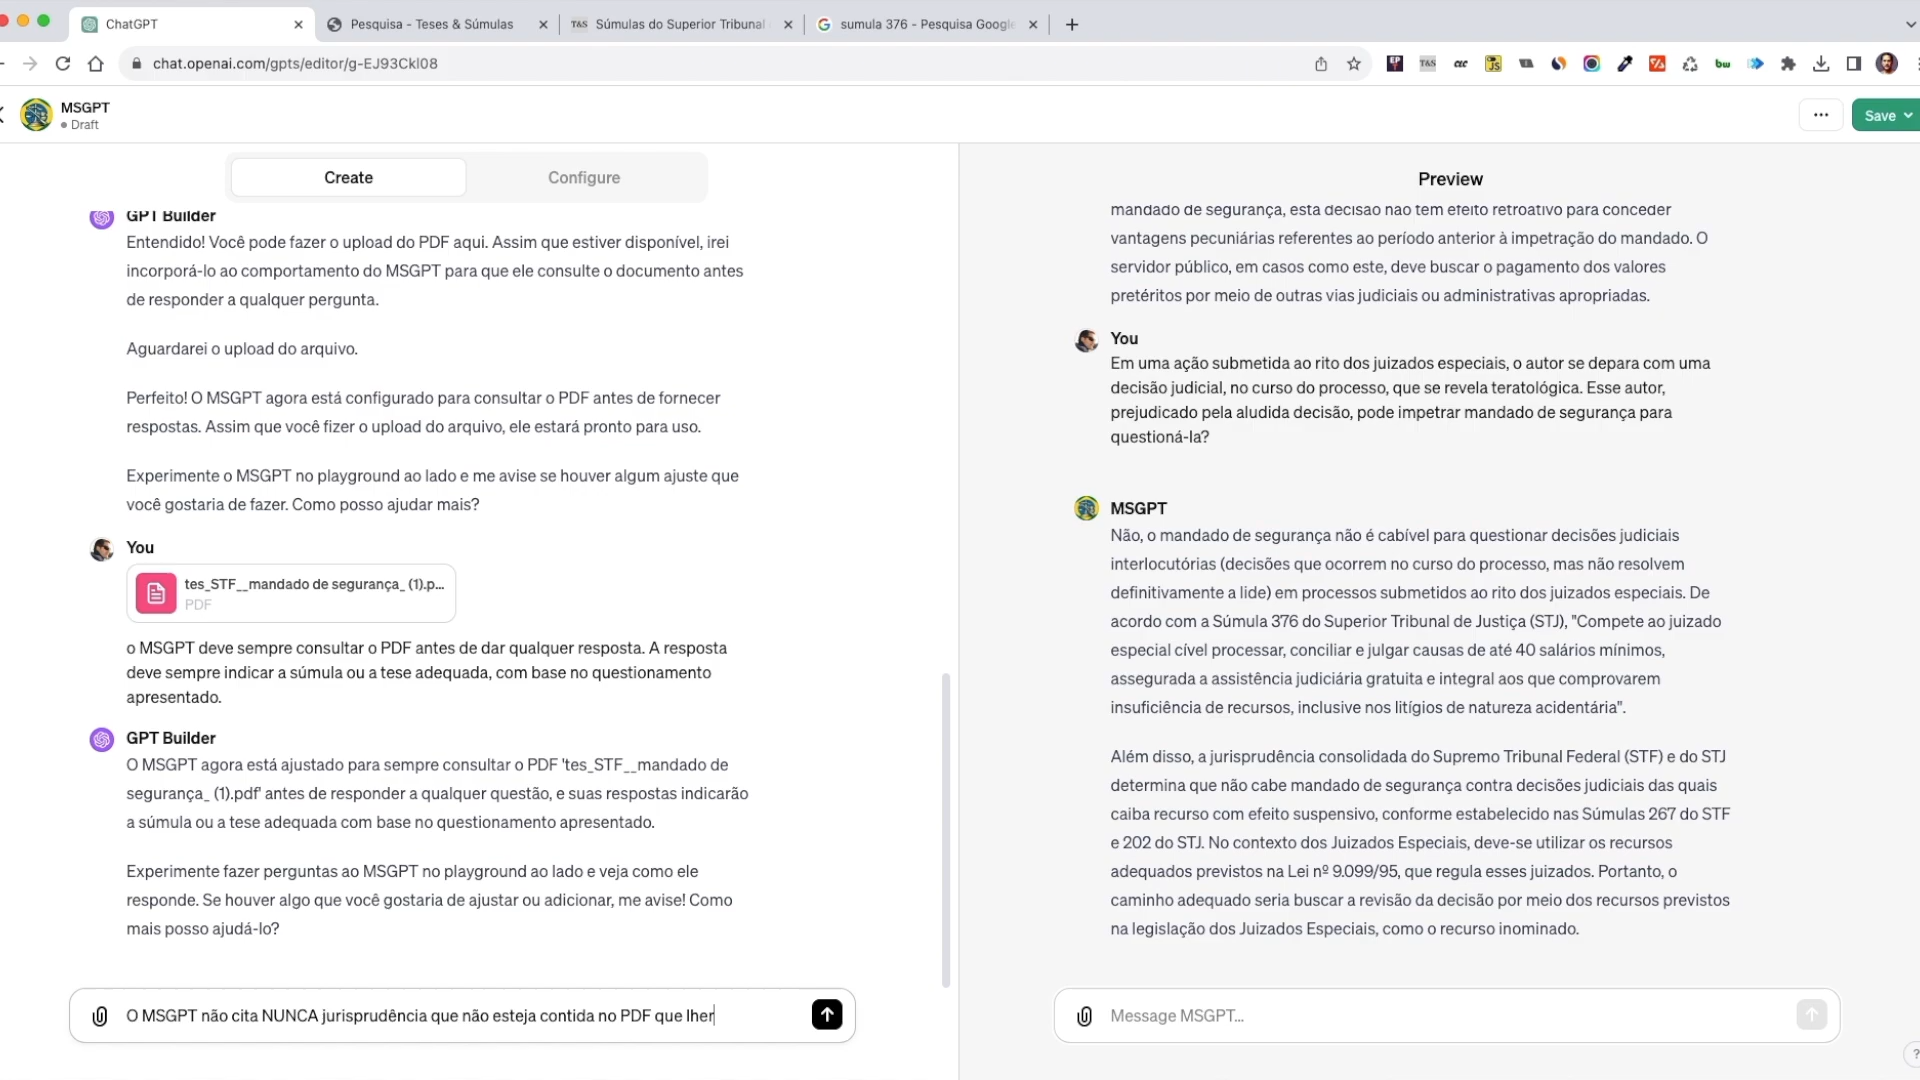 ChatGPT
Pesquisa - Teses & Súmulas
T&S Súmulas do Superior Tribunal
sumula 376 - Pesquisa Google
chat.openai.com/gpts/editor/g-EJ93Ckl08
MSGPT
Draft
Save
Create
Configure
GPT Builder
Entendido! Você pode fazer o upload do PDF aqui. Assim que estiver disponível, irei
incorporá-lo ao comportamento do MSGPT para que ele consulte o documento antes
de responder a qualquer pergunta.
Aguardarei o upload do arquivo.
Perfeito! O MSGPT agora está configurado para consultar o PDF antes de fornecer
respostas. Assim que você fizer o upload do arquivo, ele estará pronto para uso.
Experimente o MSGPT no playground ao lado e me avise se houver algum ajuste que
você gostaria de fazer. Como posso ajudar mais?
You
tes_STF__mandado de segurança_ (1).p...
PDF
o MSGPT deve sempre consultar o PDF antes de dar qualquer resposta. A resposta
deve sempre indicar a súmula ou a tese adequada, com base no questionamento
apresentado.
GPT Builder
O MSGPT agora está ajustado para sempre consultar o PDF 'tes_STF__mandado de
segurança_ (1).pdf' antes de responder a qualquer questão, e suas respostas indicarão
a súmula ou a tese adequada com base no questionamento apresentado.
Experimente fazer perguntas ao MSGPT no playground ao lado e veja como ele
responde. Se houver algo que você gostaria de ajustar ou adicionar, me avise! Como
mais posso ajudá-lo?
O MSGPT não cita NUNCA jurisprudência que não esteja contida no PDF que lher
Preview
mandado de segurança, esta decisão não tem efeito retroativo para conceder
vantagens pecuniárias referentes ao período anterior à impetração do mandado. O
servidor público, em casos como este, deve buscar o pagamento dos valores
pretéritos por meio de outras vias judiciais ou administrativas apropriadas.
You
Em uma ação submetida ao rito dos juizados especiais, o autor se depara com uma
decisão judicial, no curso do processo, que se revela teratológica. Esse autor,
prejudicado pela aludida decisão, pode impetrar mandado de segurança para
questioná-la?
MSGPT
Não, o mandado de segurança não é cabível para questionar decisões judiciais
interlocutórias (decisões que ocorrem no curso do processo, mas não resolvem
definitivamente a lide) em processos submetidos ao rito dos juizados especiais. De
acordo com a Súmula 376 do Superior Tribunal de Justiça (STJ), "Compete ao juizado
especial cível processar, conciliar e julgar causas de até 40 salários mínimos,
assegurada a assistência judiciária gratuita e integral aos que comprovarem
insuficiência de recursos, inclusive nos litígios de natureza acidentária".
Além disso, a jurisprudência consolidada do Supremo Tribunal Federal (STF) e do STJ
determina que não cabe mandado de segurança contra decisões judiciais das quais
caiba recurso com efeito suspensivo, conforme estabelecido nas Súmulas 267 do STF
e 202 do STJ. No contexto dos Juizados Especiais, deve-se utilizar os recursos
adequados previstos na Lei nº 9.099/95, que regula esses juizados. Portanto, o
caminho adequado seria buscar a revisão da decisão por meio dos recursos previstos
na legislação dos Juizados Especiais, como o recurso inominado.
Message MSGPT...
?